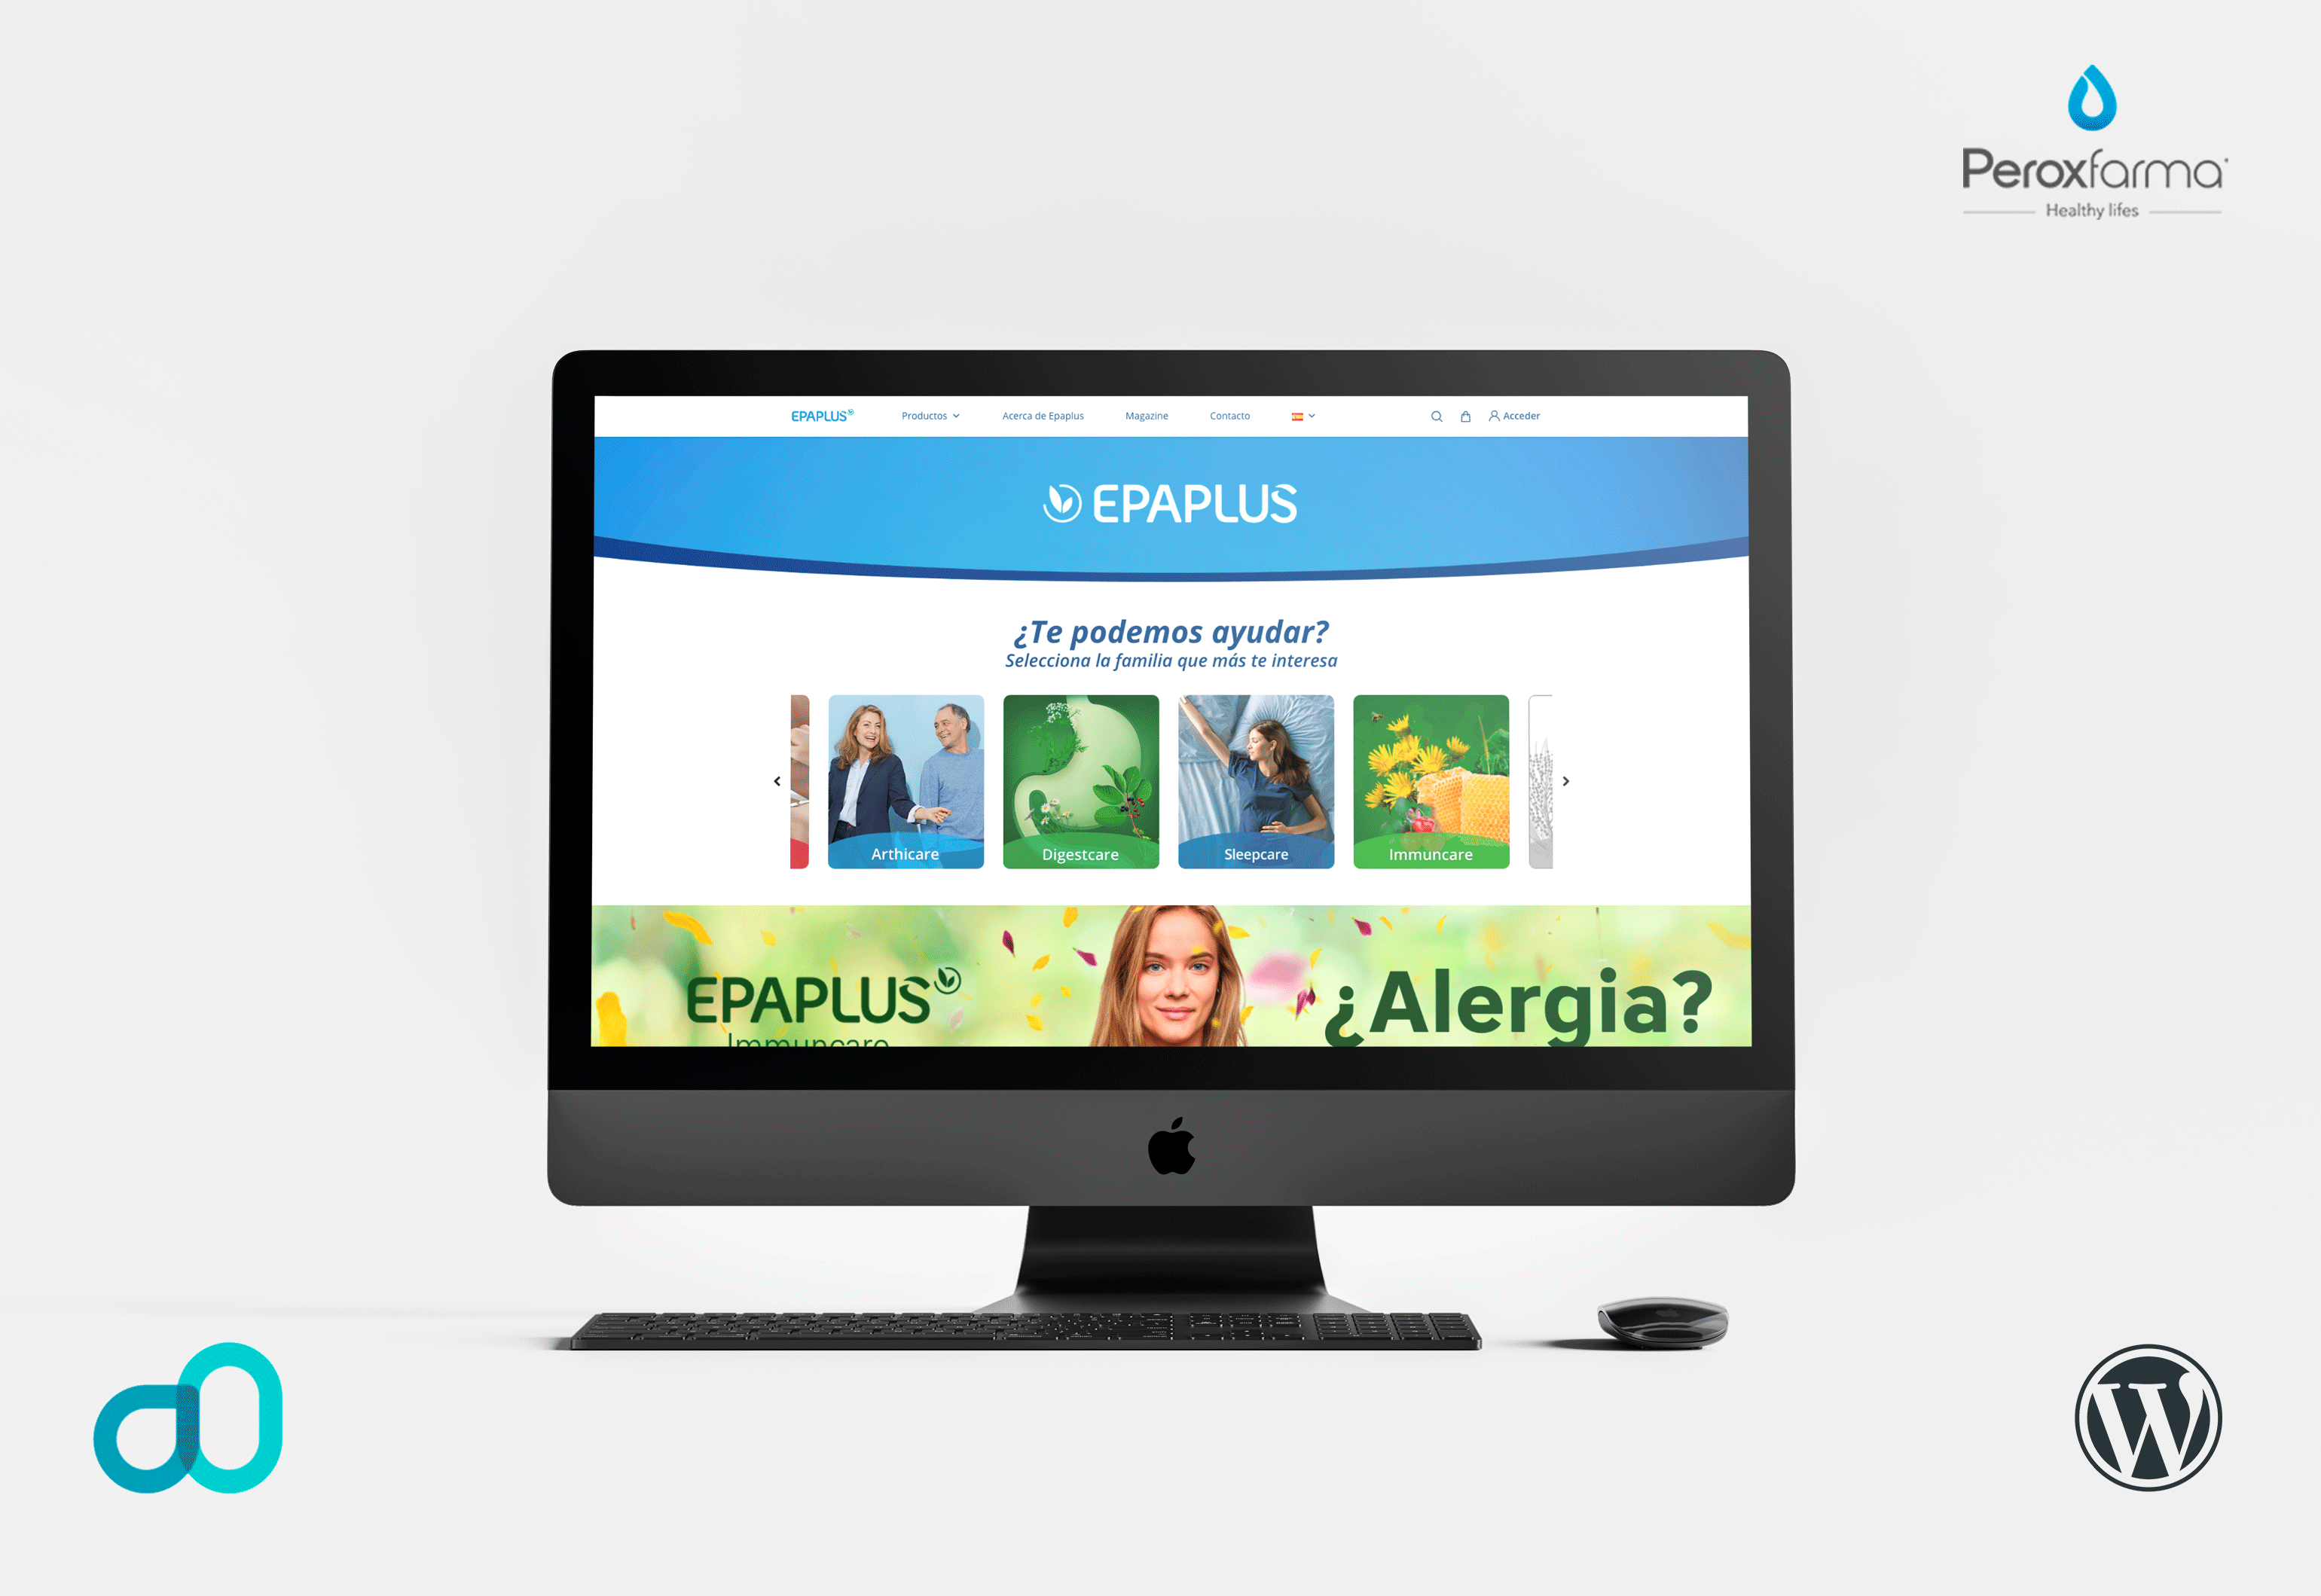 Peroxfarma
Healthy lifes
EPAPLUS
Productos
Acerca de Epaplus
Magazine
Contacto
Acceder
EPAPLUS
¿Te podemos ayudar?
Selecciona la familia que más te interesa
Arthicare
Digestcare
Sleepcare
Immuncare
EPAPLUS
Immuncare
¿Alergia?